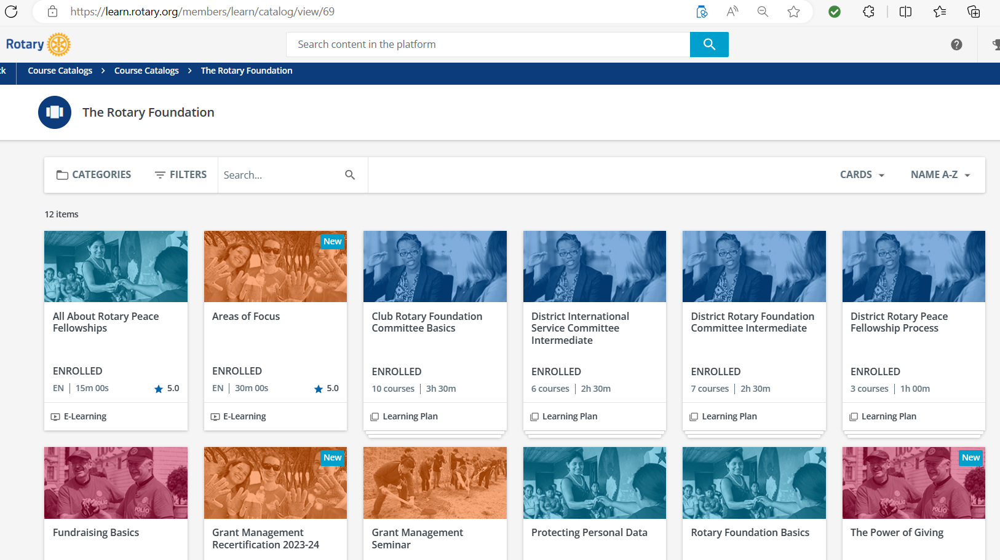 https://learn.rotary.org/members/learn/catalog/view/69
Rotary
Search content in the platform
ck
Course Catalogs > Course Catalogs > The Rotary Foundation
The Rotary Foundation
CATEGORIES
FILTERS
Search...
CARDS
NAME A-Z
12 items
New
All About Rotary Peace
Fellowships
ENROLLED
EN | 15m 00s
5.0
E-Learning
Areas of Focus
ENROLLED
EN | 30m 00s
5.0
E-Learning
Club Rotary Foundation
Committee Basics
ENROLLED
10 courses | 3h 30m
Learning Plan
District International
Service Committee
Intermediate
ENROLLED
6 courses | 2h 30m
Learning Plan
District Rotary Foundation
Committee Intermediate
ENROLLED
7 courses | 2h 30m
Learning Plan
District Rotary Peace
Fellowship Process
ENROLLED
3 courses | 1h 00m
Learning Plan
Fundraising Basics
New
Grant Management
Recertification 2023-24
Grant Management
Seminar
Protecting Personal Data
Rotary Foundation Basics
New
The Power of Giving